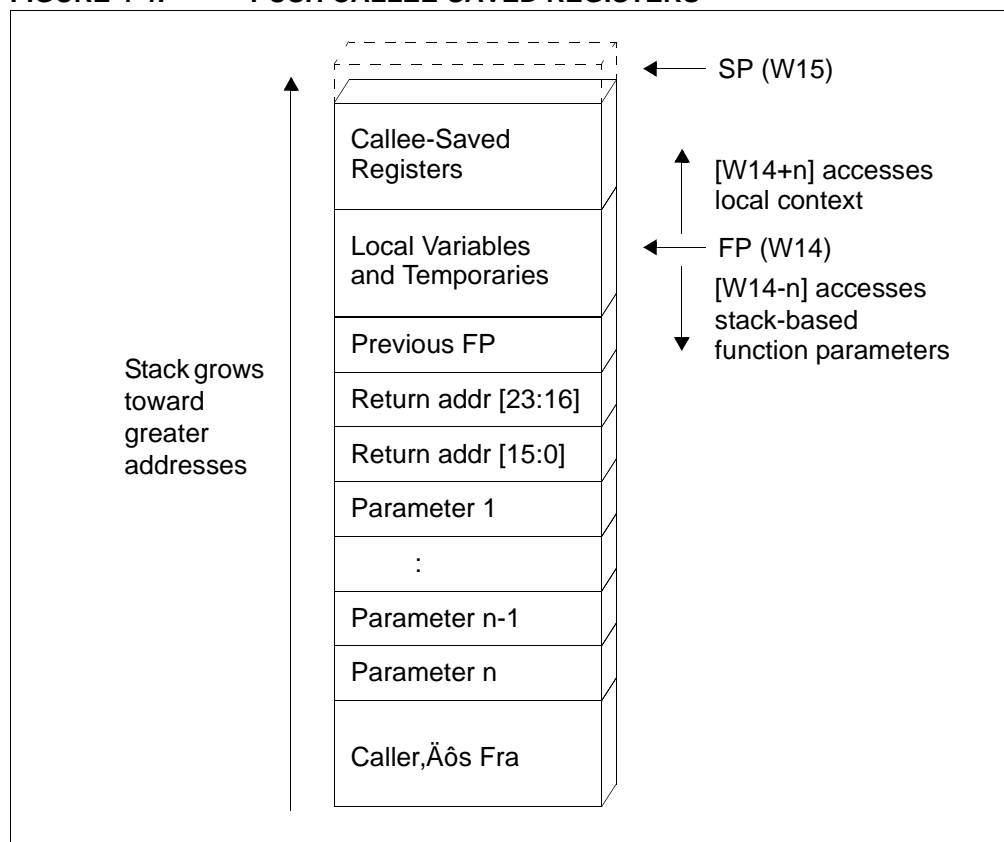 SP (W15)
Callee-Saved
Registers
[W14+n] accesses
local context
Local Variables
and Temporaries
FP (W14)
[W14-n] accesses
stack-based
function parameters
Previous FP
Stack grows
toward
greater
addresses
Return addr [23:16]
Return addr [15:0]
Parameter 1
:
Parameter n-1
Parameter n
Caller‚Äôs Fra